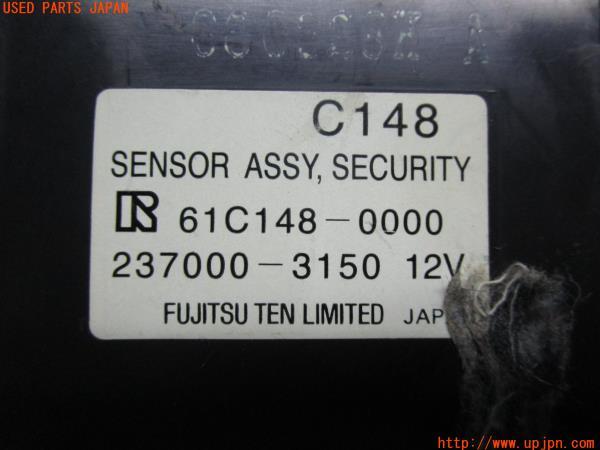 USED PARTS JAPAN
C148
SENSOR ASSY, SECURITY
R 61C148-0000
237000-3150 12V
FUJITSU TEN LIMITED JAP
http://www.upjpn.com/